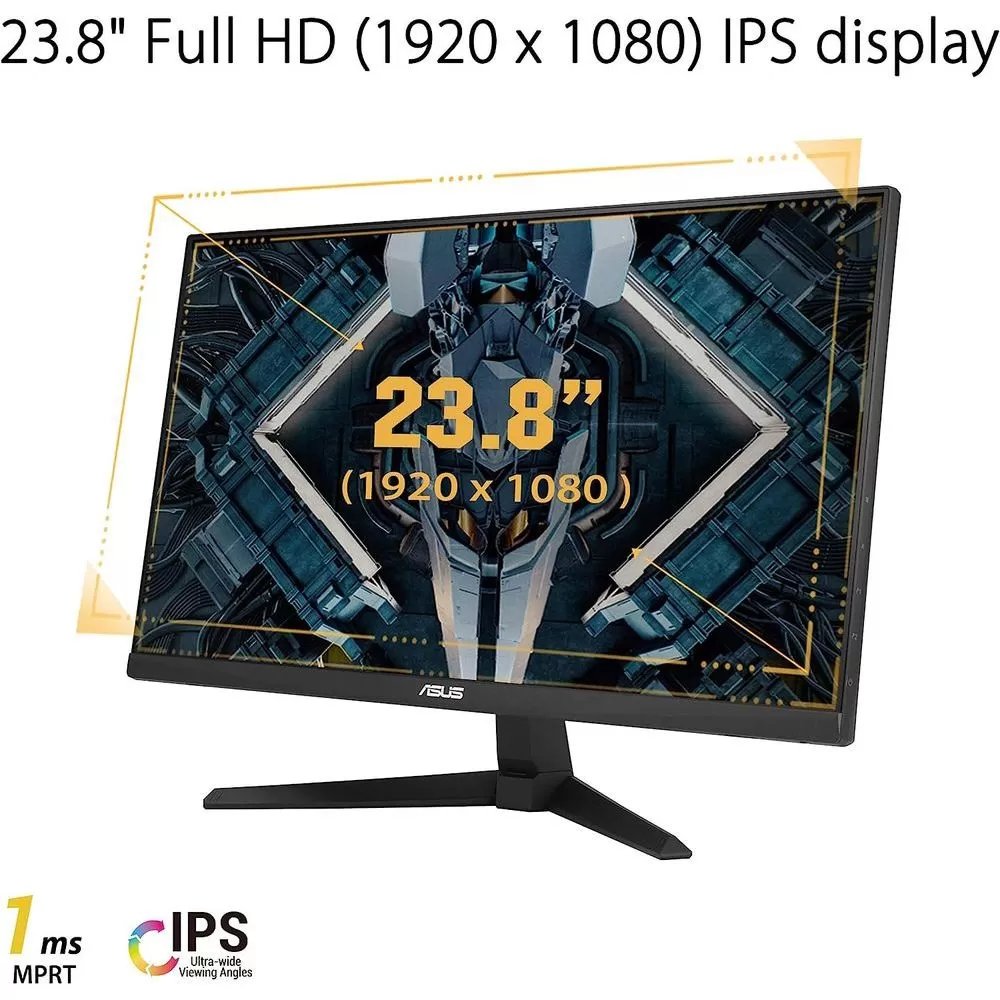 23.8" Full HD (1920 x 1080) IPS display
23.8”
(1920 x 1080 )
ASUS
1 ms
MPRT
IPS
Ultra-wide
Viewing Angles